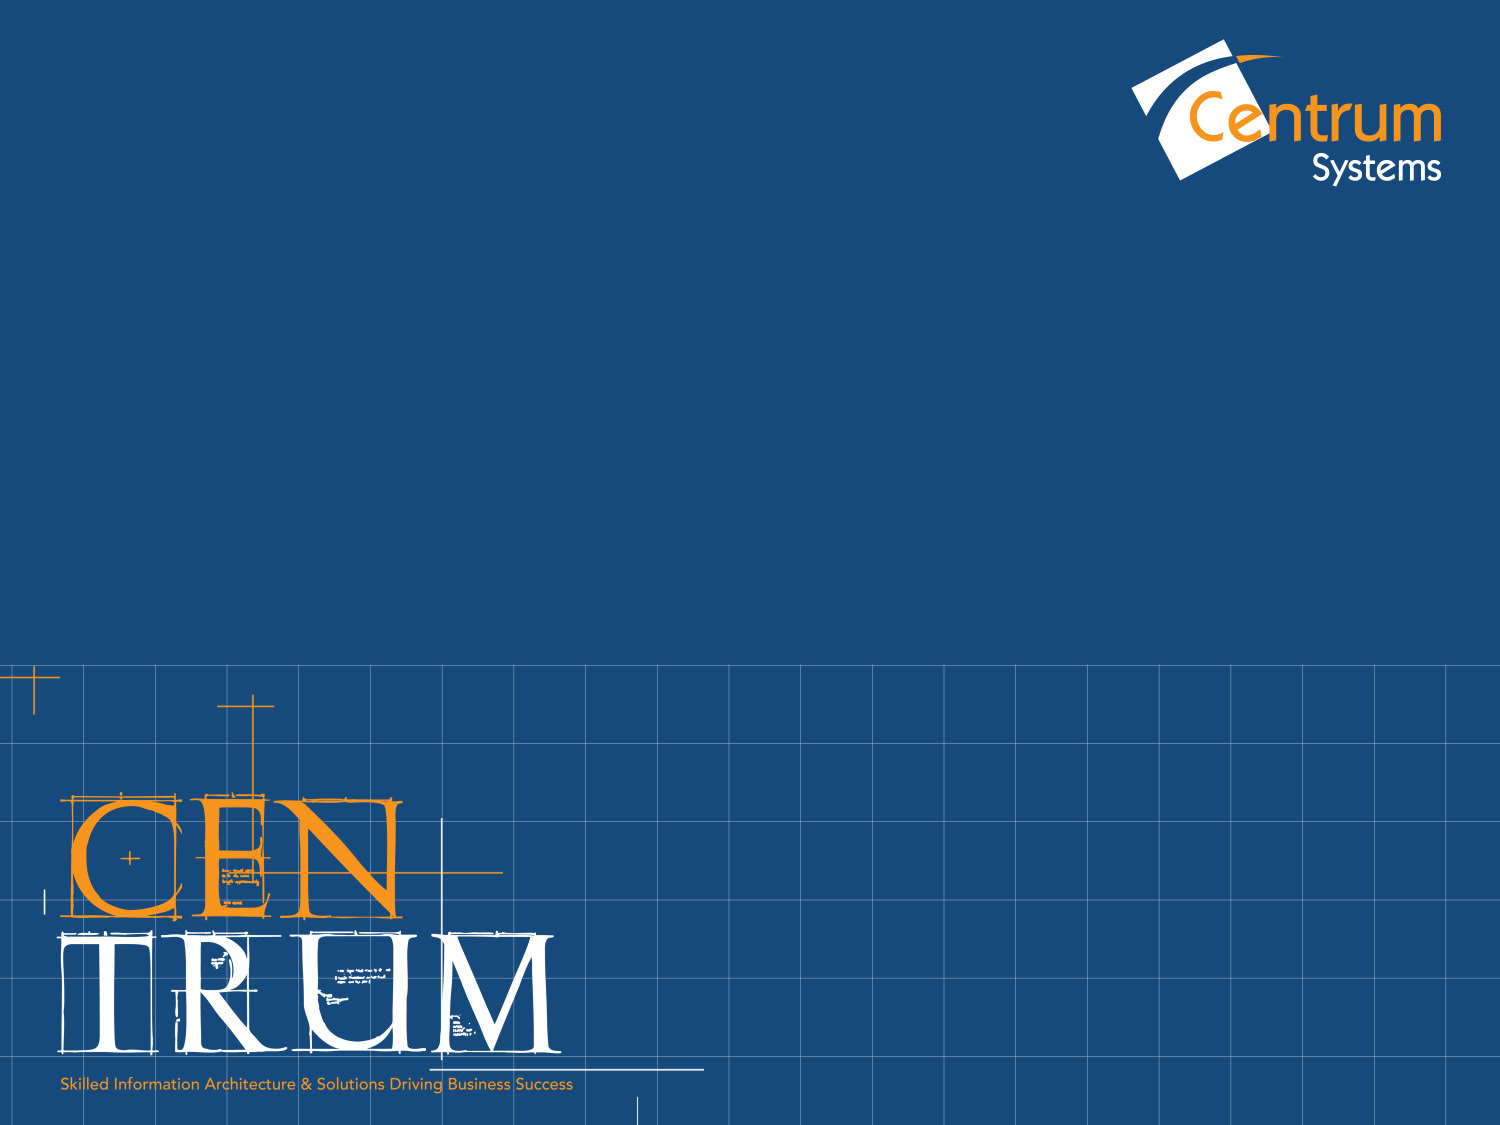 Centrum
Systems
CEN
TRUM
Skilled Information Architecture & Solutions Driving Business Success